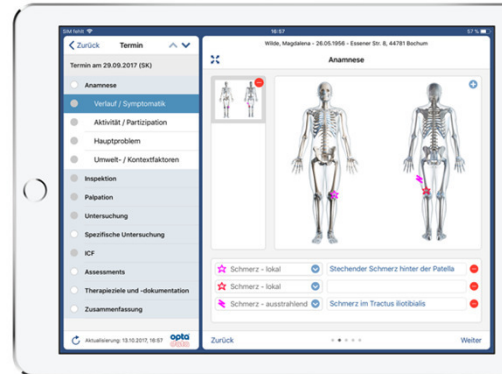 SIM fehlt
16:57
57 %
Zurück
Termin
Wilde, Magdalena - 26.05.1956 - Essener Str. 8, 44781 Bochum
Anamnese
Termin am 29.09.2017 (SK)
Anamnese
Verlauf / Symptomatik
Aktivität / Partizipation
Hauptproblem
Umwelt- / Kontextfaktoren
Inspektion
Palpation
Untersuchung
Spezifische Untersuchung
ICF
Assessments
Therapieziele und -dokumentation
Zusammenfassung
Aktualisierung: 13.10.2017, 16:57
opta
data
Schmerz - lokal
Stechender Schmerz hinter der Patella
Schmerz - lokal
Schmerz - ausstrahlend
Schmerz im Tractus iliotibialis
Zurück
Weiter